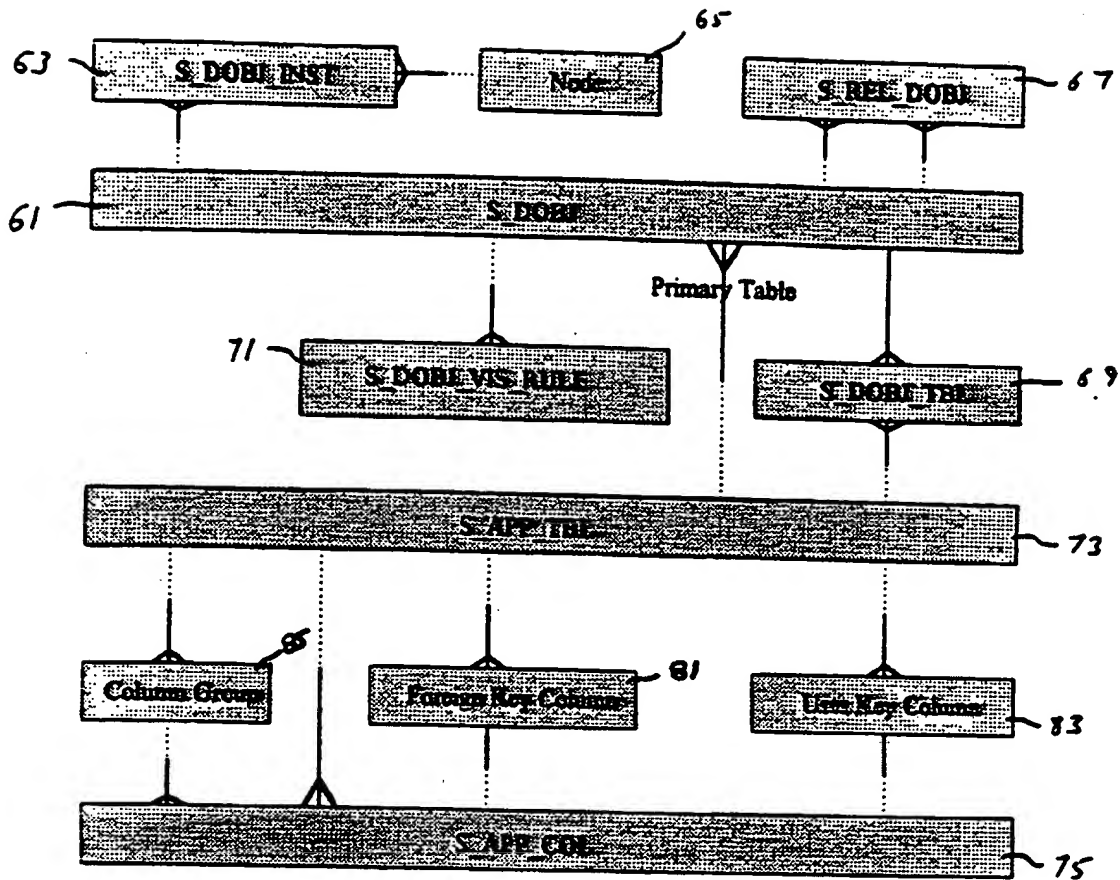 63
S_DOBJ_INST
65
Node
S_REL_DOBJ
67
61
S_DOBJ
Primary Table
71
S_DOBJ_VIS_RULE
S_DOBJ_TBL
69
S_APP_TBL
73
Column Group
Foreign Key Column
81
User Key Column
83
S_APP_COL
75